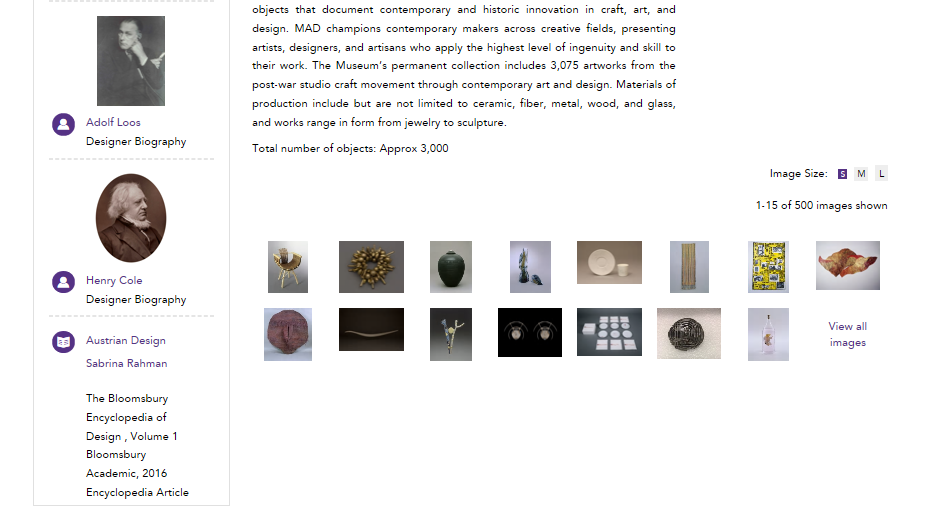 Adolf Loos
Designer Biography
Henry Cole
Designer Biography
Austrian Design
Sabrina Rahman
The Bloomsbury
Encyclopedia of
Design , Volume 1
Bloomsbury
Academic, 2016
Encyclopedia Article
objects that document contemporary and historic innovation in craft, art, and
design. MAD champions contemporary makers across creative fields, presenting
artists, designers, and artisans who apply the highest level of ingenuity and skill to
their work. The Museum's permanent collection includes 3,075 artworks from the
post-war studio craft movement through contemporary art and design. Materials of
production include but are not limited to ceramic, fiber, metal, wood, and glass,
and works range in form from jewelry to sculpture.
Total number of objects: Approx 3,000
Image Size: S M L
1-15 of 500 images shown
View all
images